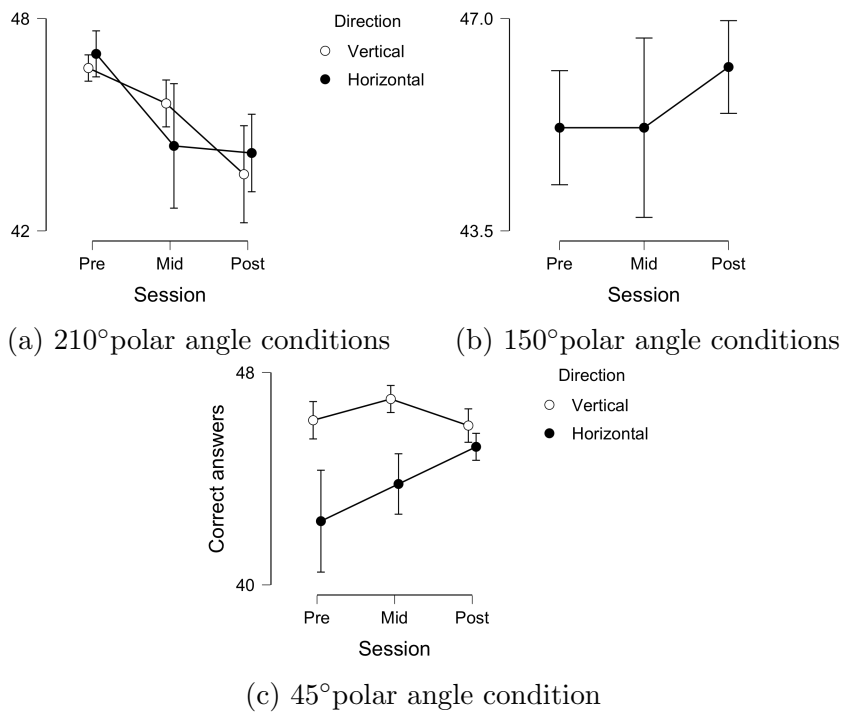 48
42
Pre Mid Post
Session
Direction
Vertical
Horizontal
(a) 210°polar angle conditions
47.0
43.5
Pre Mid Post
Session
(b) 150°polar angle conditions
48
40
Correct answers
Pre Mid Post
Session
Direction
Vertical
Horizontal
(c) 45°polar angle condition